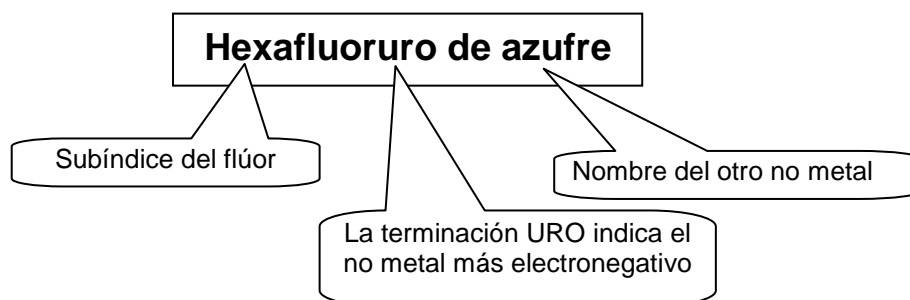 Hexafluoruro de azufre
Subíndice del flúor
Nombre del otro no metal
La terminación URO indica el
no metal más electronegativo